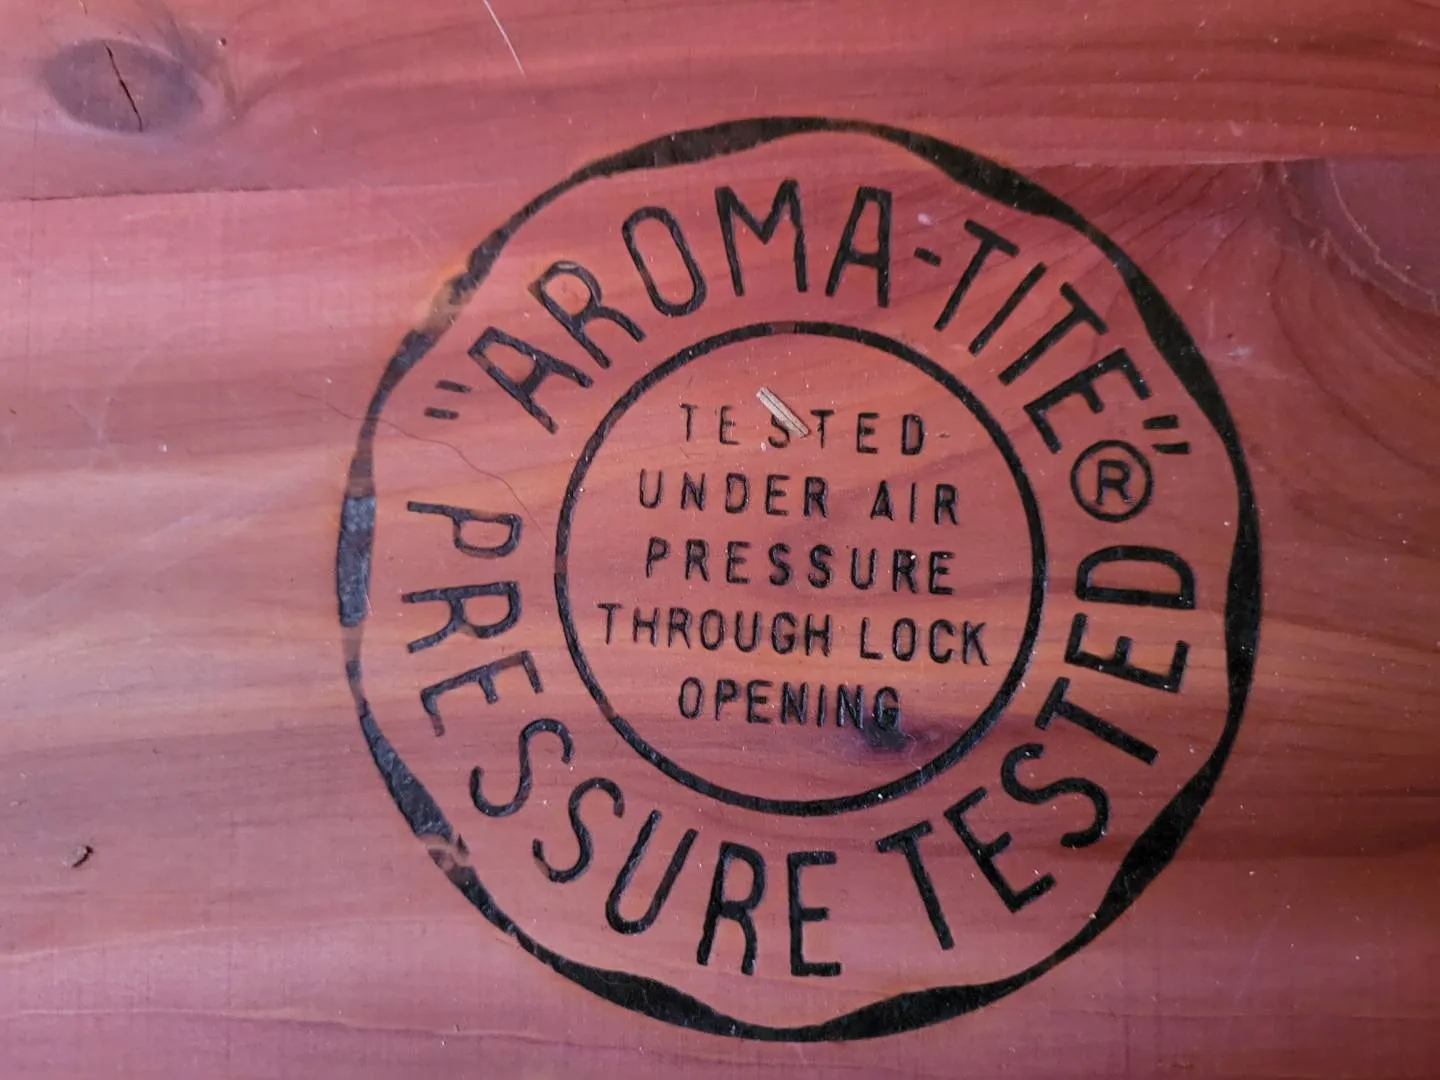 "AROMA-TITE"®
TESTED
UNDER AIR
PRESSURE
THROUGH LOCK
OPENING
PRESSURE TESTED